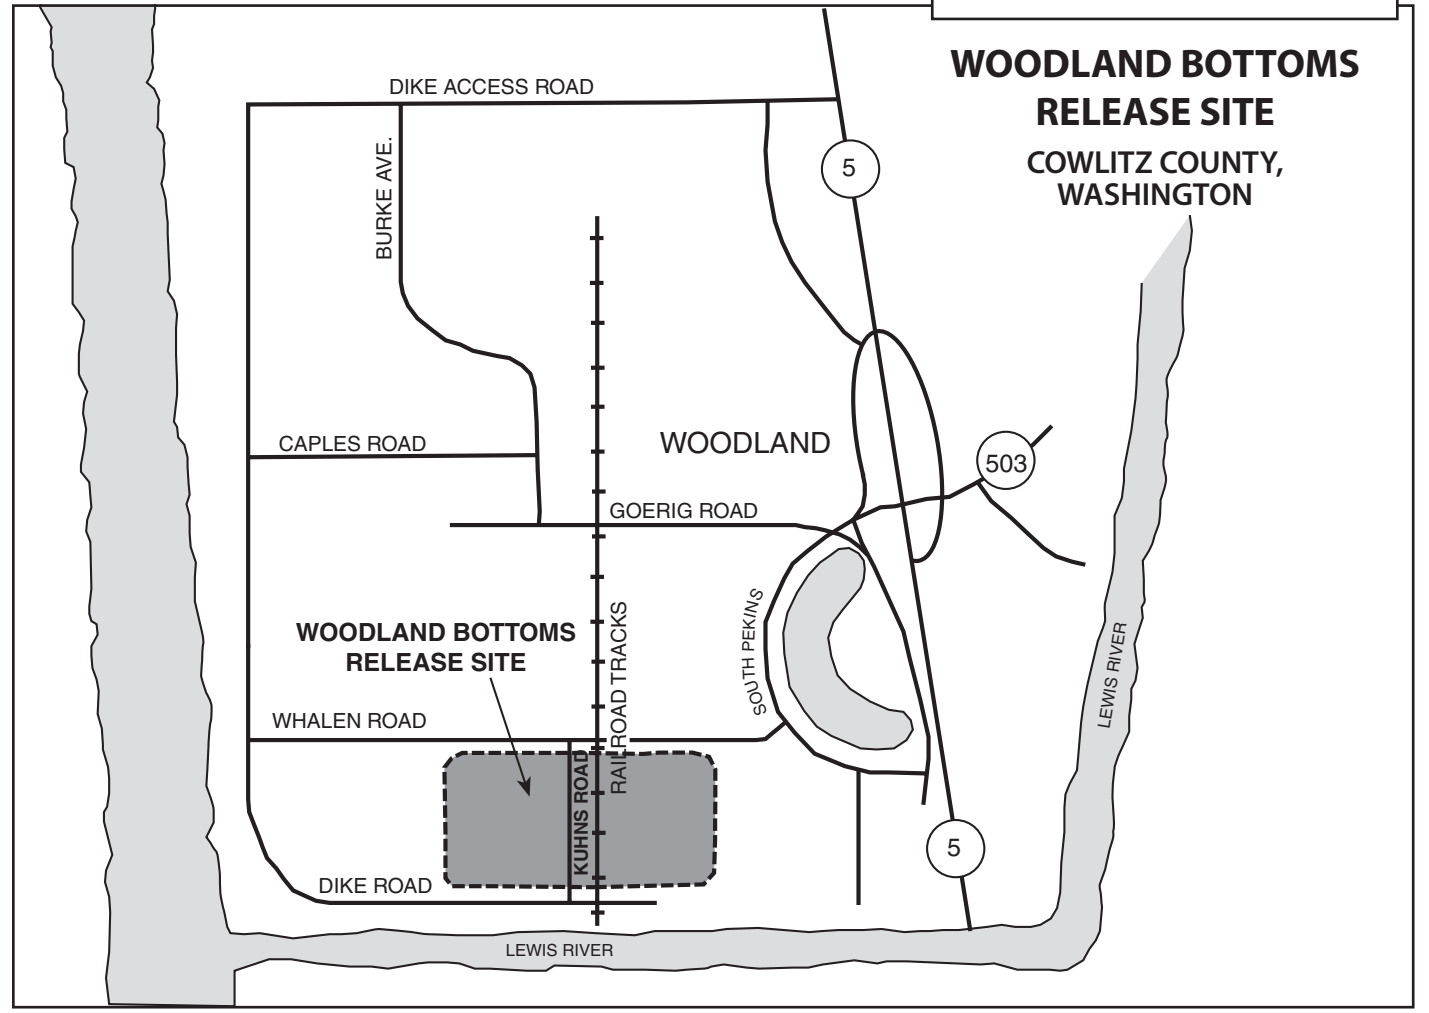 WOODLAND BOTTOMS
RELEASE SITE
COWLITZ COUNTY,
WASHINGTON
DIKE ACCESS ROAD
BURKE AVE.
5
CAPLES ROAD
WOODLAND
503
GOERIG ROAD
WOODLAND BOTTOMS
RELEASE SITE
RAILROAD TRACKS
SOUTH PEKINS
LEWIS RIVER
WHALEN ROAD
KUHNS ROAD
5
DIKE ROAD
LEWIS RIVER